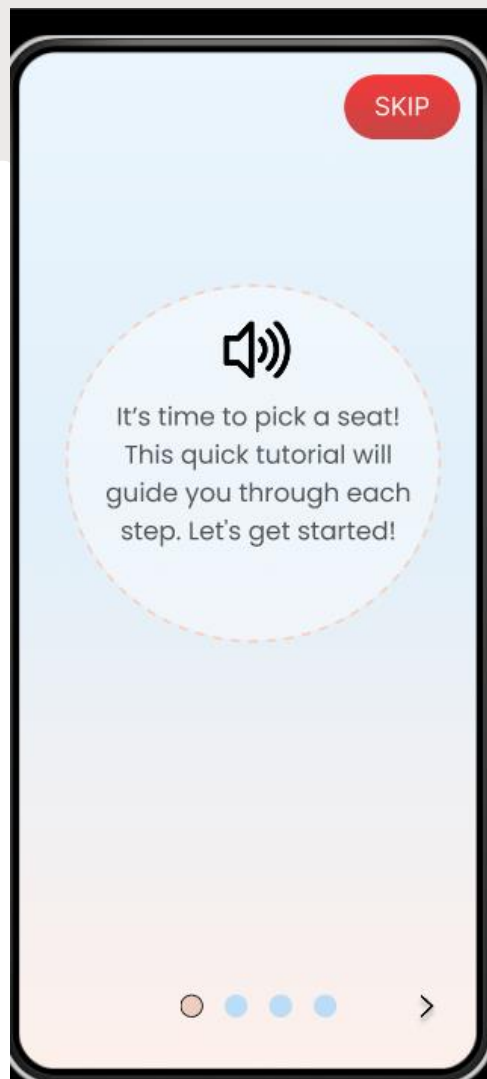 SKIP
It’s time to pick a seat!
This quick tutorial will
guide you through each
step. Let's get started!